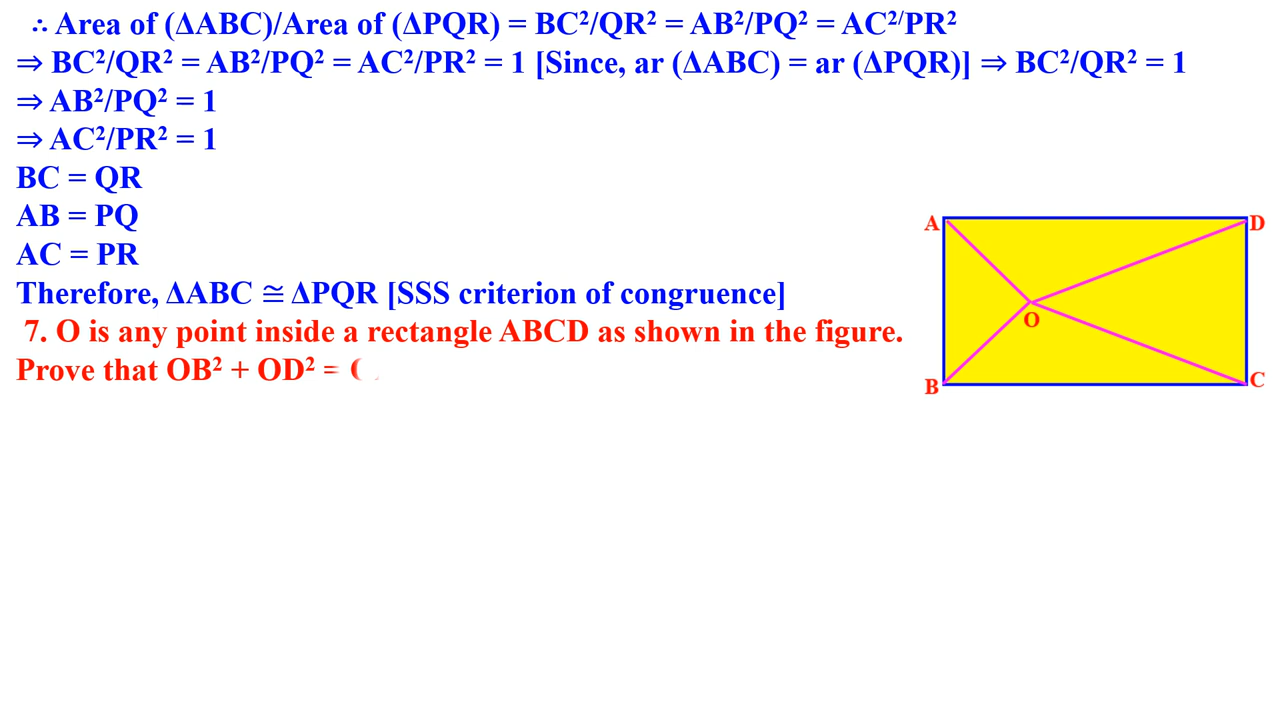 ∴ Area of (ΔABC)/Area of (ΔPQR) = BC²/QR² = AB²/PQ² = AC²ᐟPR²
⇒ BC²/QR² = AB²/PQ² = AC²/PR² = 1 [Since, ar (ΔABC) = ar (ΔPQR)] ⇒ BC²/QR² = 1
⇒ AB²/PQ² = 1
⇒ AC²/PR² = 1
BC = QR
AB = PQ
AC = PR
Therefore, ΔABC ≅ ΔPQR [SSS criterion of congruence]
7. O is any point inside a rectangle ABCD as shown in the figure.
Prove that OB² + OD² =
A
D
O
B
C